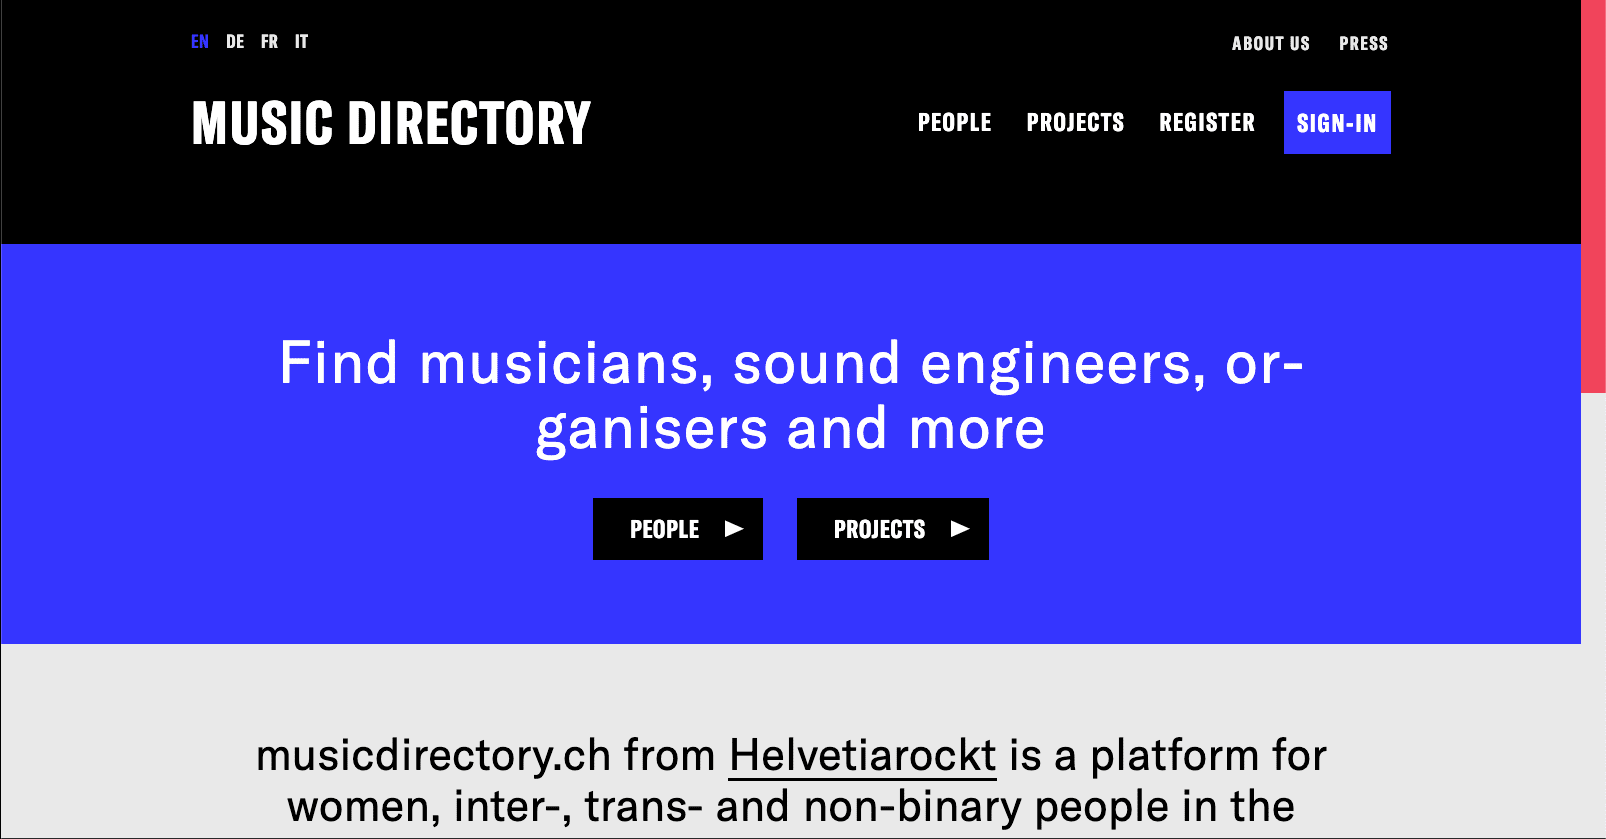 EN DE FR IT
ABOUT US PRESS
MUSIC DIRECTORY
PEOPLE PROJECTS REGISTER SIGN-IN
Find musicians, sound engineers, or-
ganisers and more
PEOPLE ▶ PROJECTS ▶
musicdirectory.ch from Helvetiarockt is a platform for
women, inter-, trans- and non-binary people in the